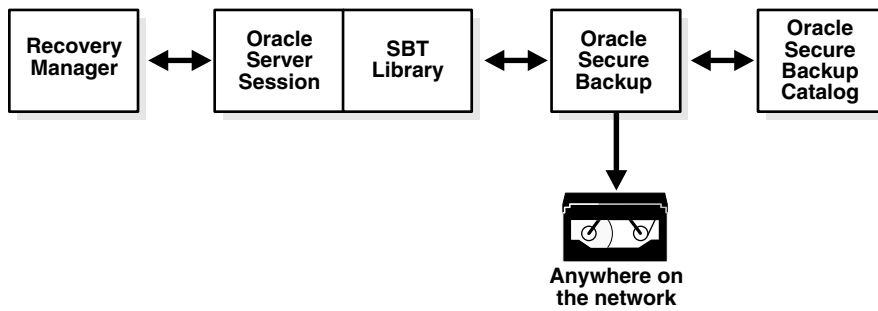 Recovery
Manager
Oracle
Server
Session
SBT
Library
Oracle
Secure
Backup
Oracle
Secure
Backup
Catalog
Anywhere on
the network